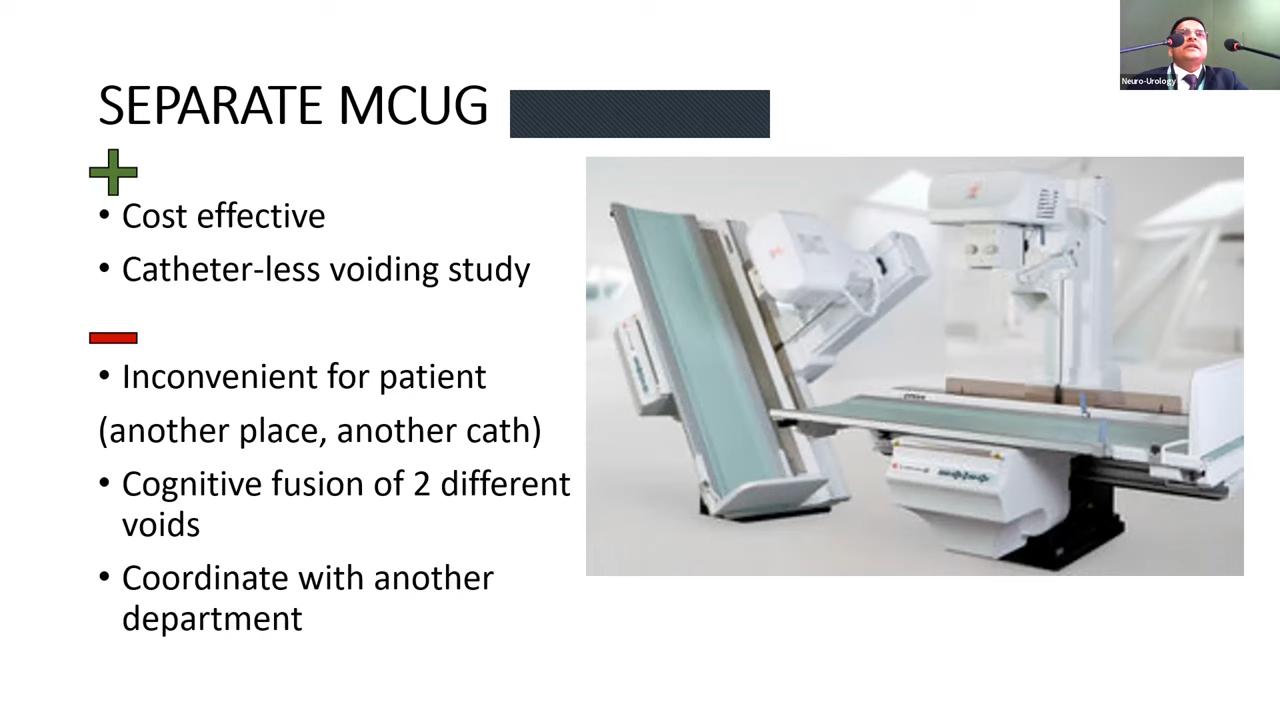 Neuro-Urology
SEPARATE MCUG
• Cost effective
• Catheter-less voiding study
• Inconvenient for patient
(another place, another cath)
• Cognitive fusion of 2 different
voids
• Coordinate with another
department